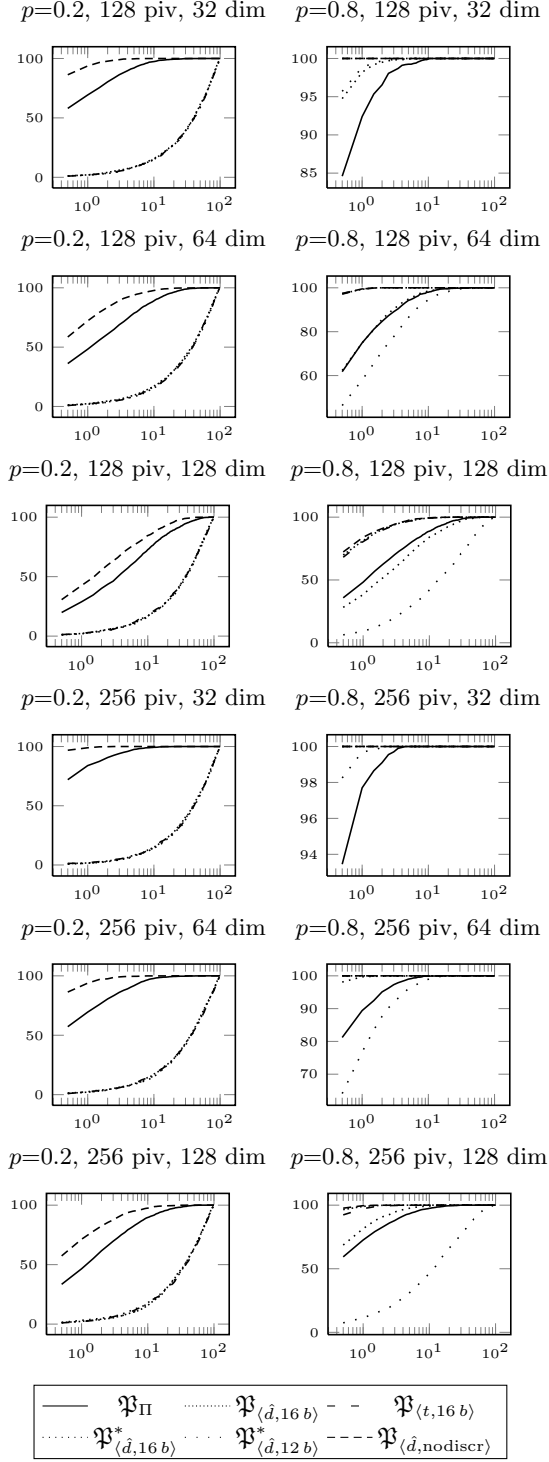 p=0.2, 128 piv, 32 dim
100
50
0
10^0 10^1 10^2
p=0.8, 128 piv, 32 dim
100
95
90
85
10^0 10^1 10^2
p=0.2, 128 piv, 64 dim
100
50
0
10^0 10^1 10^2
p=0.8, 128 piv, 64 dim
100
80
60
10^0 10^1 10^2
p=0.2, 128 piv, 128 dim
100
50
0
10^0 10^1 10^2
p=0.8, 128 piv, 128 dim
100
50
0
10^0 10^1 10^2
p=0.2, 256 piv, 32 dim
100
50
0
10^0 10^1 10^2
p=0.8, 256 piv, 32 dim
100
98
96
94
10^0 10^1 10^2
p=0.2, 256 piv, 64 dim
100
50
0
10^0 10^1 10^2
p=0.8, 256 piv, 64 dim
100
90
80
70
10^0 10^1 10^2
p=0.2, 256 piv, 128 dim
100
50
0
10^0 10^1 10^2
p=0.8, 256 piv, 128 dim
100
50
0
10^0 10^1 10^2
𝔓_Π 𝔓_⟨d̂,16 b⟩ 𝔓_⟨t,16 b⟩
𝔓*_⟨d̂,16 b⟩ 𝔓*_⟨d̂,12 b⟩ 𝔓_⟨d̂,nodiscr⟩